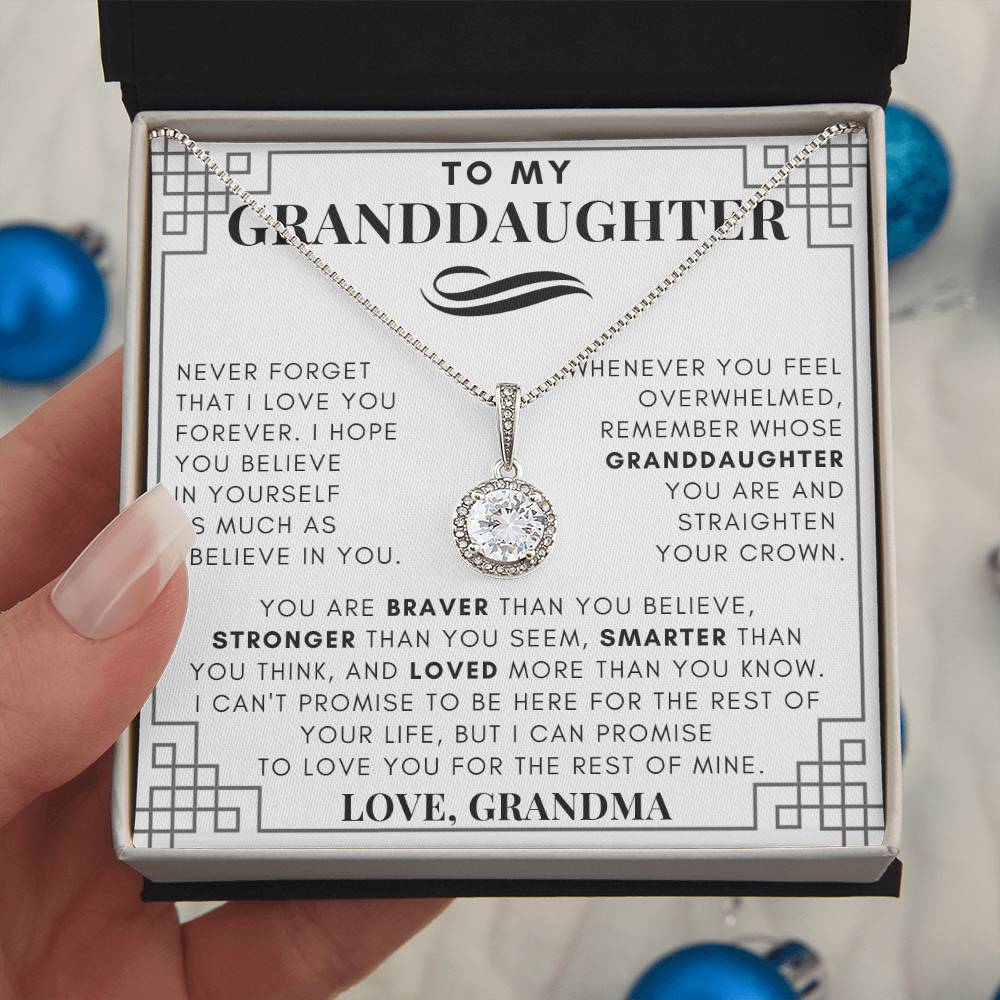 TO MY
GRANDDAUGHTER
NEVER FORGET
THAT I LOVE YOU
FOREVER. I HOPE
YOU BELIEVE
IN YOURSELF
AS MUCH AS
BELIEVE IN YOU.
WHENEVER YOU FEEL
OVERWHELMED,
REMEMBER WHOSE
GRANDDAUGHTER
YOU ARE AND
STRAIGHTEN
YOUR CROWN.
YOU ARE BRAVER THAN YOU BELIEVE,
STRONGER THAN YOU SEEM, SMARTER THAN
YOU THINK, AND LOVED MORE THAN YOU KNOW.
I CAN'T PROMISE TO BE HERE FOR THE REST OF
YOUR LIFE, BUT I CAN PROMISE
TO LOVE YOU FOR THE REST OF MINE.
LOVE, GRANDMA